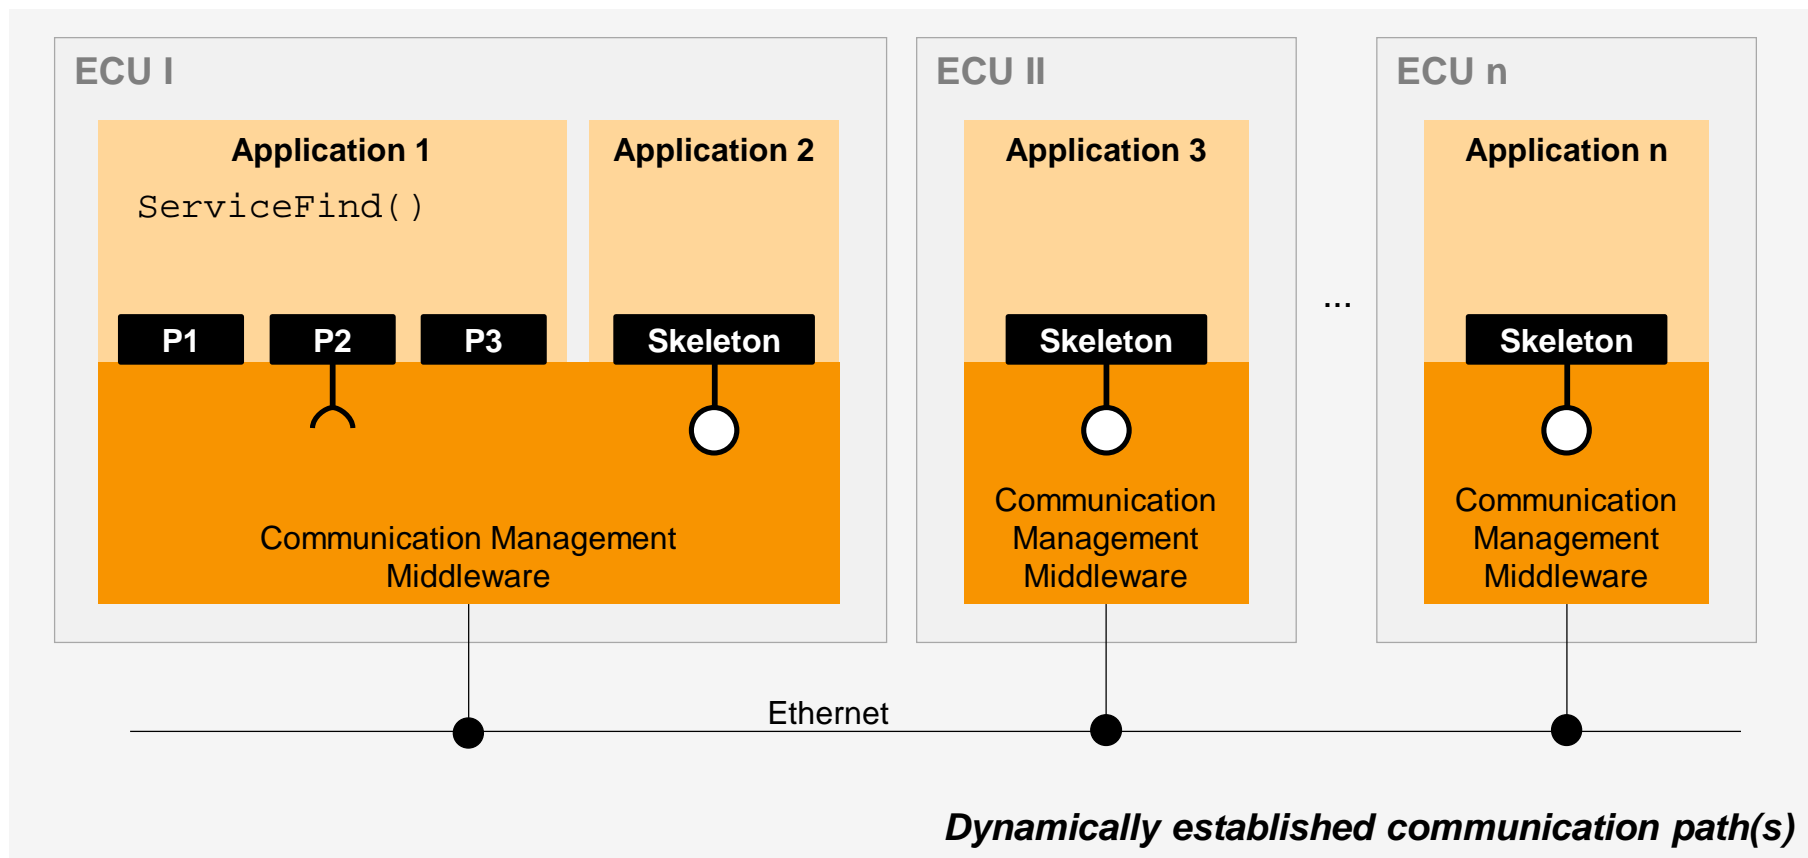 ECU I
Application 1
ServiceFind()
P1
P2
P3
Application 2
Skeleton
Communication Management
Middleware
ECU II
Application 3
Skeleton
Communication
Management
Middleware
...
ECU n
Application n
Skeleton
Communication
Management
Middleware
Ethernet
Dynamically established communication path(s)